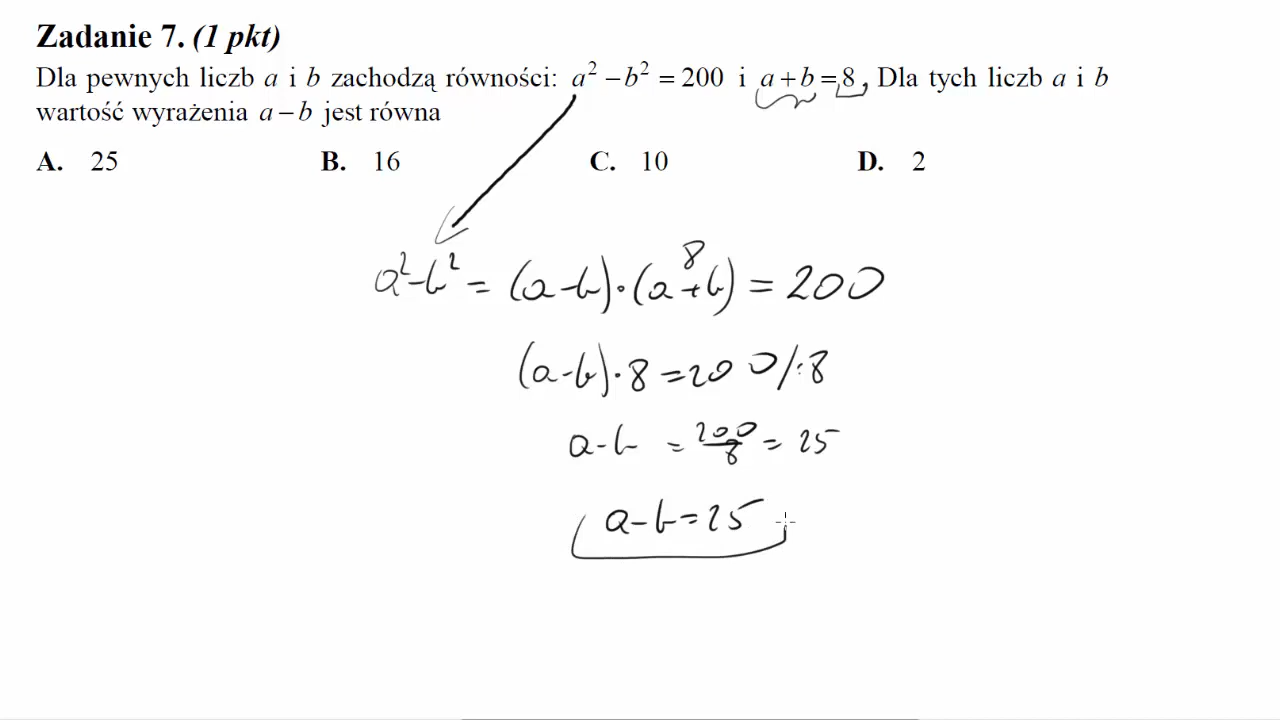 Zadanie 7. (1 pkt)
Dla pewnych liczb a i b zachodzą równości: a² − b² = 200 i a + b = 8. Dla tych liczb a i b
wartość wyrażenia a − b jest równa
A. 25 B. 16 C. 10 D. 2
8
a² - b² = (a - b) · (a + b) = 200
(a - b) · 8 = 200 / : 8
a - b = 200/8 = 25
a - b = 25